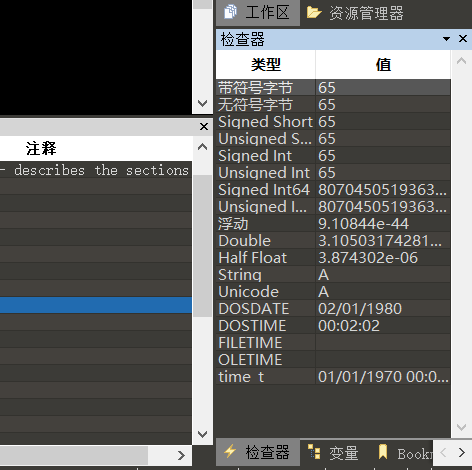 工作区 资源管理器
检查器
类型 值
带符号字节 65
无符号字节 65
Signed Short 65
Unsigned S... 65
Signed Int 65
Unsigned Int 65
Signed Int64 8070450519363...
Unsigned I... 8070450519363...
浮动 9.10844e-44
Double 3.10503174281...
Half Float 3.874302e-06
String A
Unicode A
DOSDATE 02/01/1980
DOSTIME 00:02:02
FILETIME
OLETIME
time_t 01/01/1970 00:0...
注释
- describes the sections
检查器 变量 Bookn